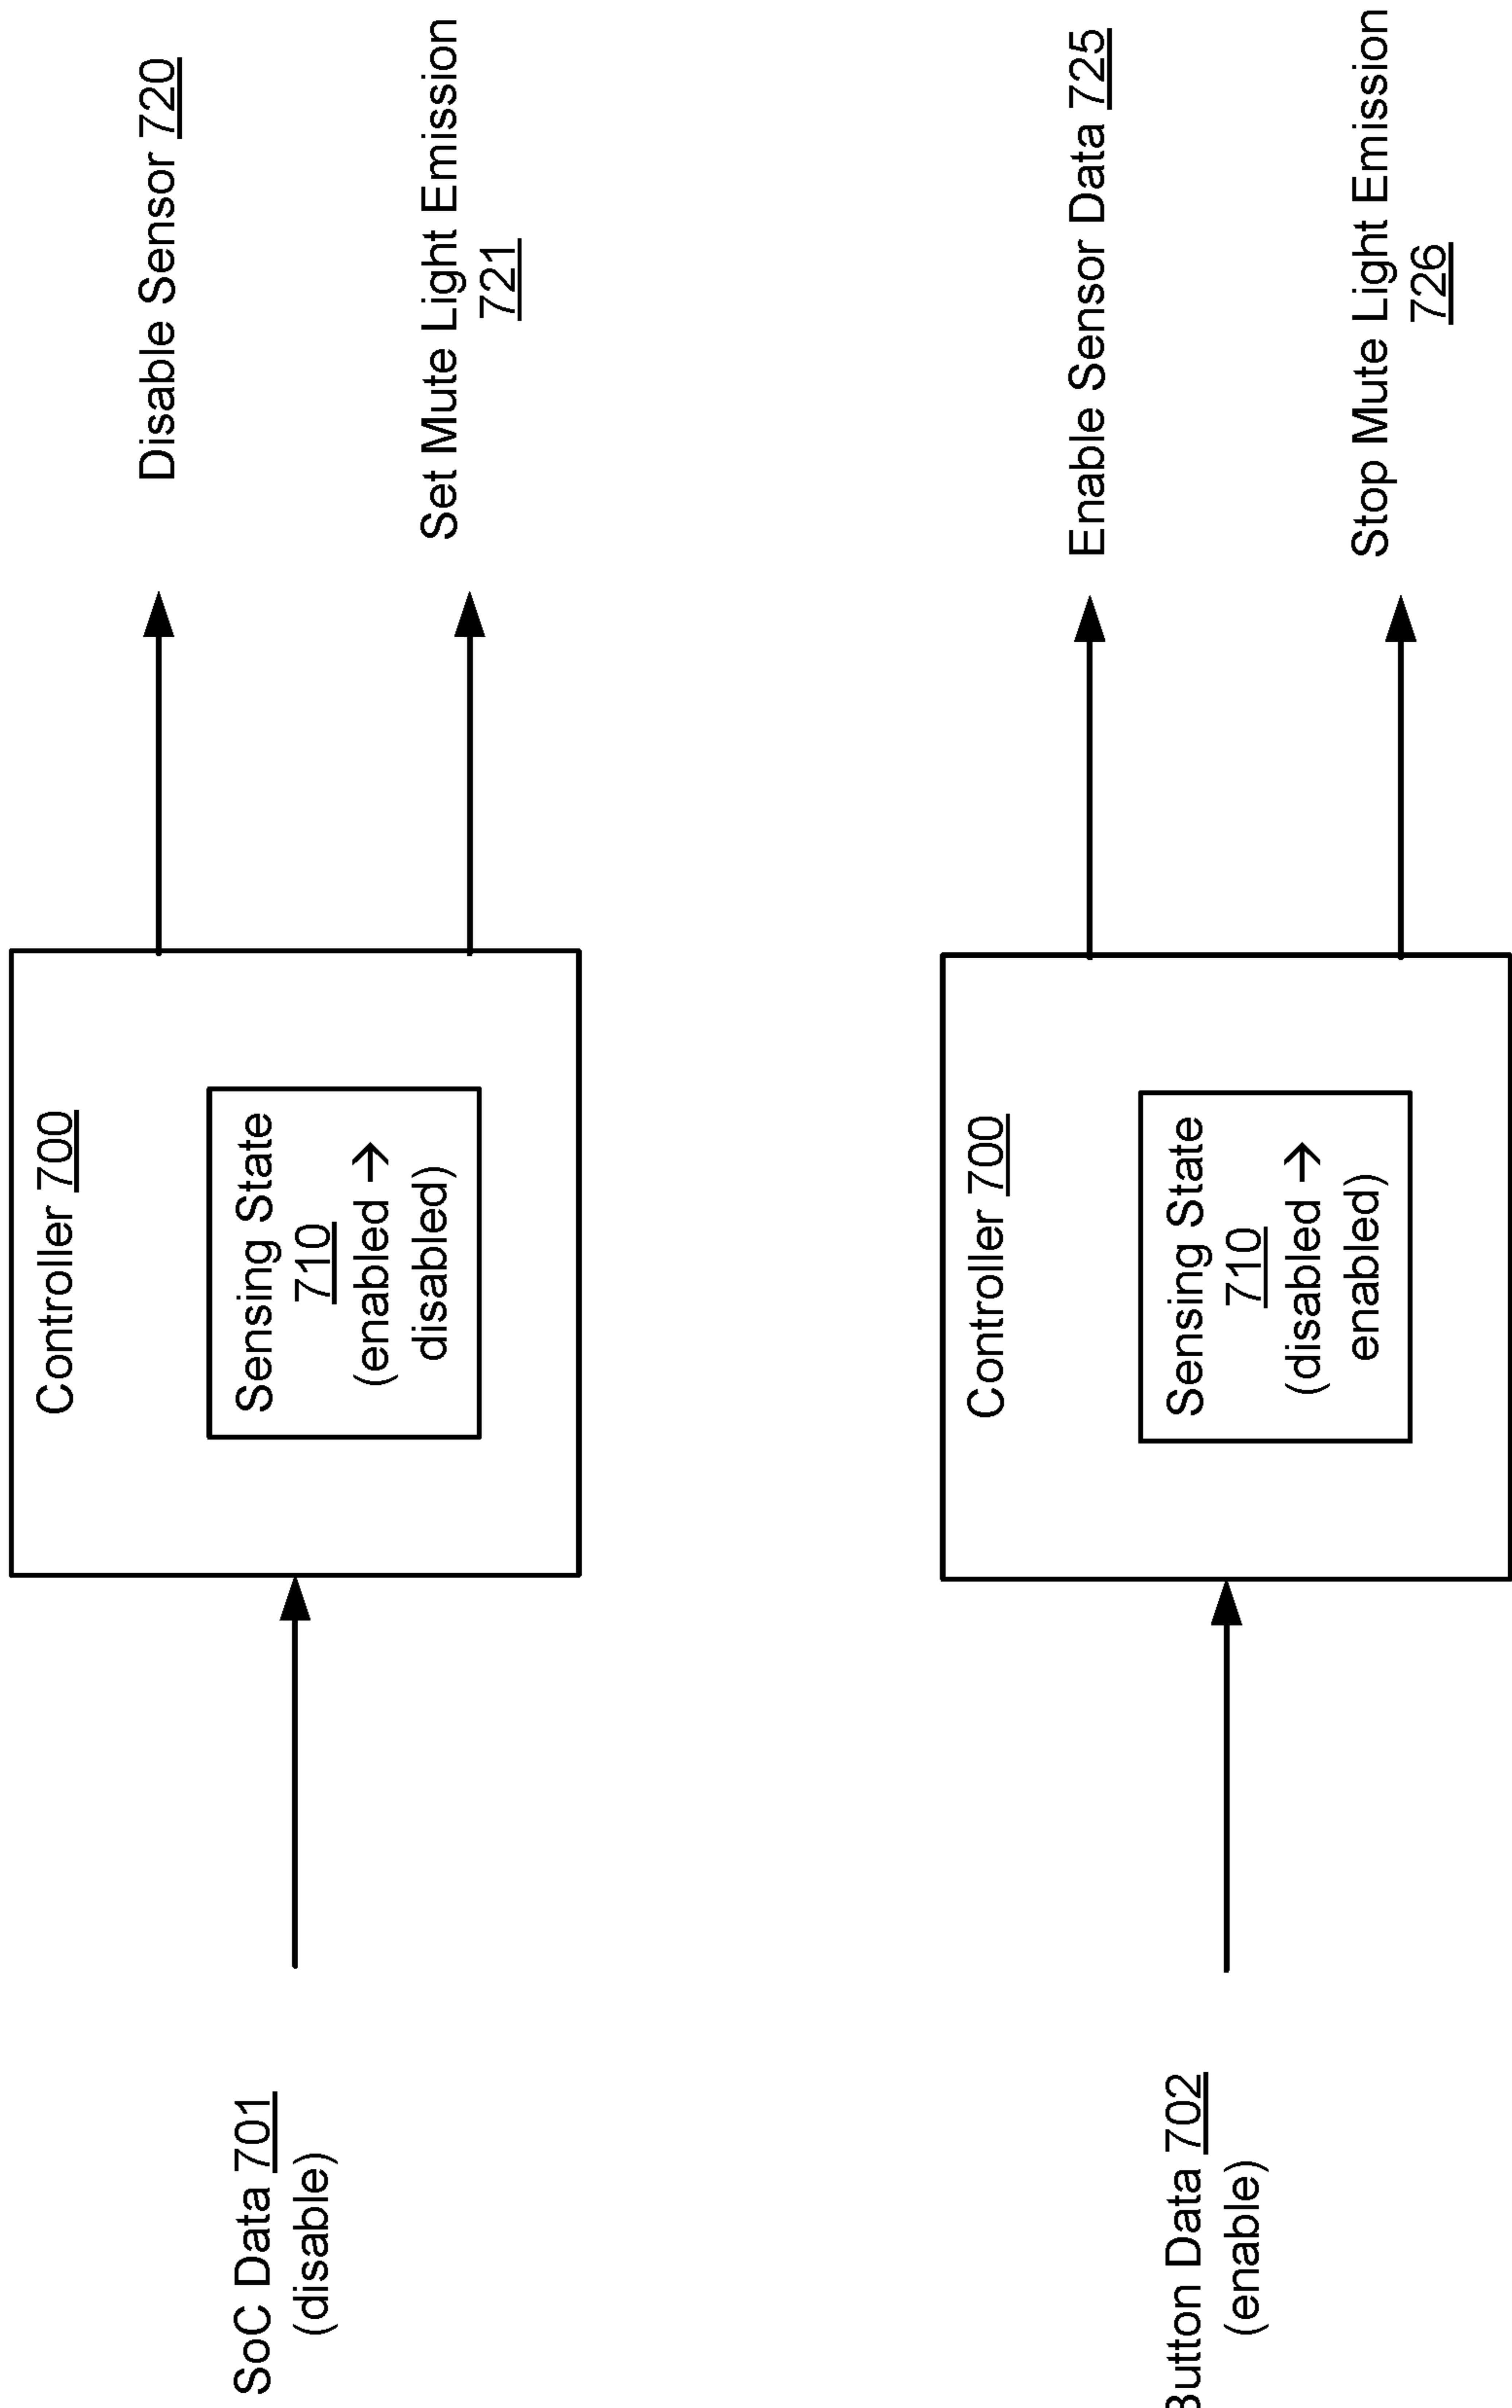 SoC Data 701
(disable)
Controller 700
Sensing State
710
(enabled →
disabled)
Disable Sensor 720
Set Mute Light Emission
721
Button Data 702
(enable)
Controller 700
Sensing State
710
(disabled →
enabled)
Enable Sensor Data 725
Stop Mute Light Emission
726